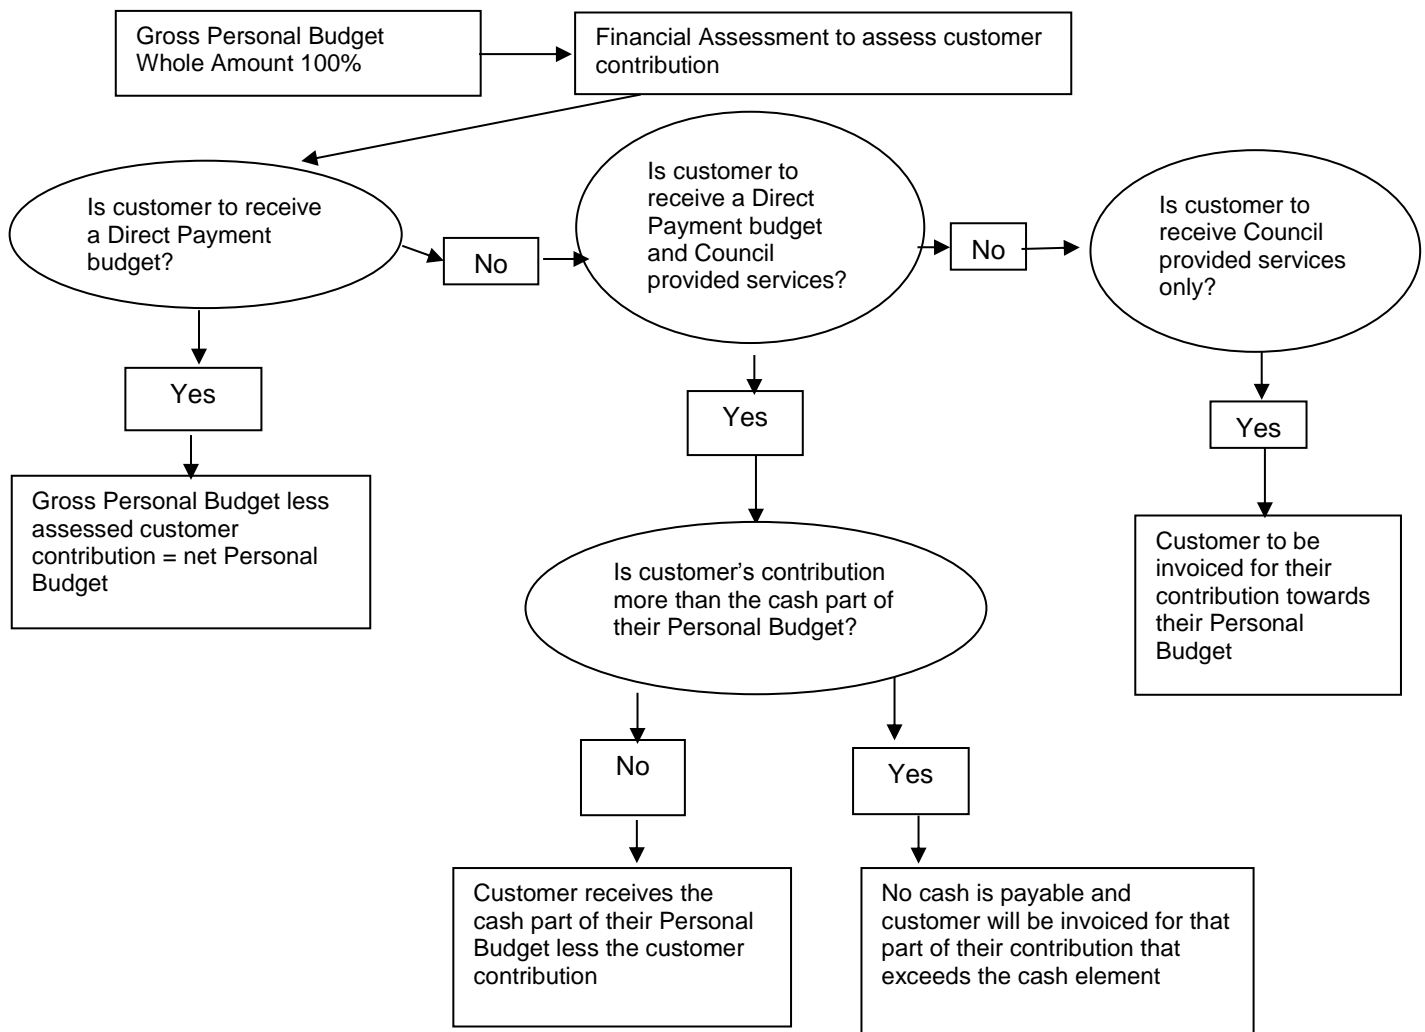 Gross Personal Budget
Whole Amount 100%
Financial Assessment to assess customer
contribution
Is customer to receive
a Direct Payment
budget?
No
Is customer to
receive a Direct
Payment budget
and Council
provided services?
No
Is customer to
receive Council
provided services
only?
Yes
Yes
Yes
Gross Personal Budget less
assessed customer
contribution = net Personal
Budget
Is customer’s contribution
more than the cash part of
their Personal Budget?
Customer to be
invoiced for their
contribution towards
their Personal
Budget
No
Yes
Customer receives the
cash part of their Personal
Budget less the customer
contribution
No cash is payable and
customer will be invoiced for that
part of their contribution that
exceeds the cash element